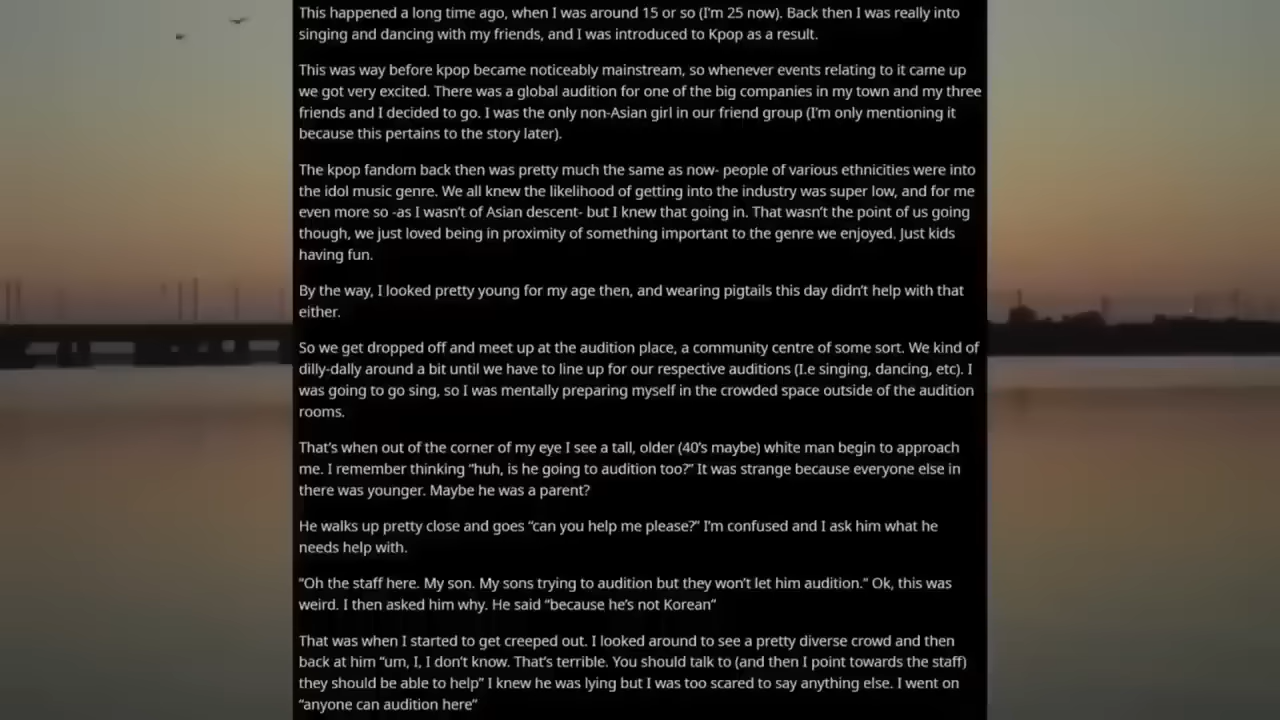 This happened a long time ago, when I was around 15 or so (I'm 25 now). Back then I was really into
singing and dancing with my friends, and I was introduced to Kpop as a result.
This was way before kpop became noticeably mainstream, so whenever events relating to it came up
we got very excited. There was a global audition for one of the big companies in my town and my three
friends and I decided to go. I was the only non-Asian girl in our friend group (I'm only mentioning it
because this pertains to the story later).
The kpop fandom back then was pretty much the same as now- people of various ethnicities were into
the idol music genre. We all knew the likelihood of getting into the industry was super low, and for me
even more so -as I wasn't of Asian descent- but I knew that going in. That wasn't the point of us going
though, we just loved being in proximity of something important to the genre we enjoyed. Just kids
having fun.
By the way, I looked pretty young for my age then, and wearing pigtails this day didn't help with that
either.
So we get dropped off and meet up at the audition place, a community centre of some sort. We kind of
dilly-dally around a bit until we have to line up for our respective auditions (I.e singing, dancing, etc). I
was going to go sing, so I was mentally preparing myself in the crowded space outside of the audition
rooms.
That's when out of the corner of my eye I see a tall, older (40's maybe) white man begin to approach
me. I remember thinking “huh, is he going to audition too?” It was strange because everyone else in
there was younger. Maybe he was a parent?
He walks up pretty close and goes “can you help me please?” I'm confused and I ask him what he
needs help with.
“Oh the staff here. My son. My sons trying to audition but they won't let him audition.” Ok, this was
weird. I then asked him why. He said “because he's not Korean”
That was when I started to get creeped out. I looked around to see a pretty diverse crowd and then
back at him “um, I, I don't know. That's terrible. You should talk to (and then I point towards the staff)
they should be able to help” I knew he was lying but I was too scared to say anything else. I went on
“anyone can audition here”